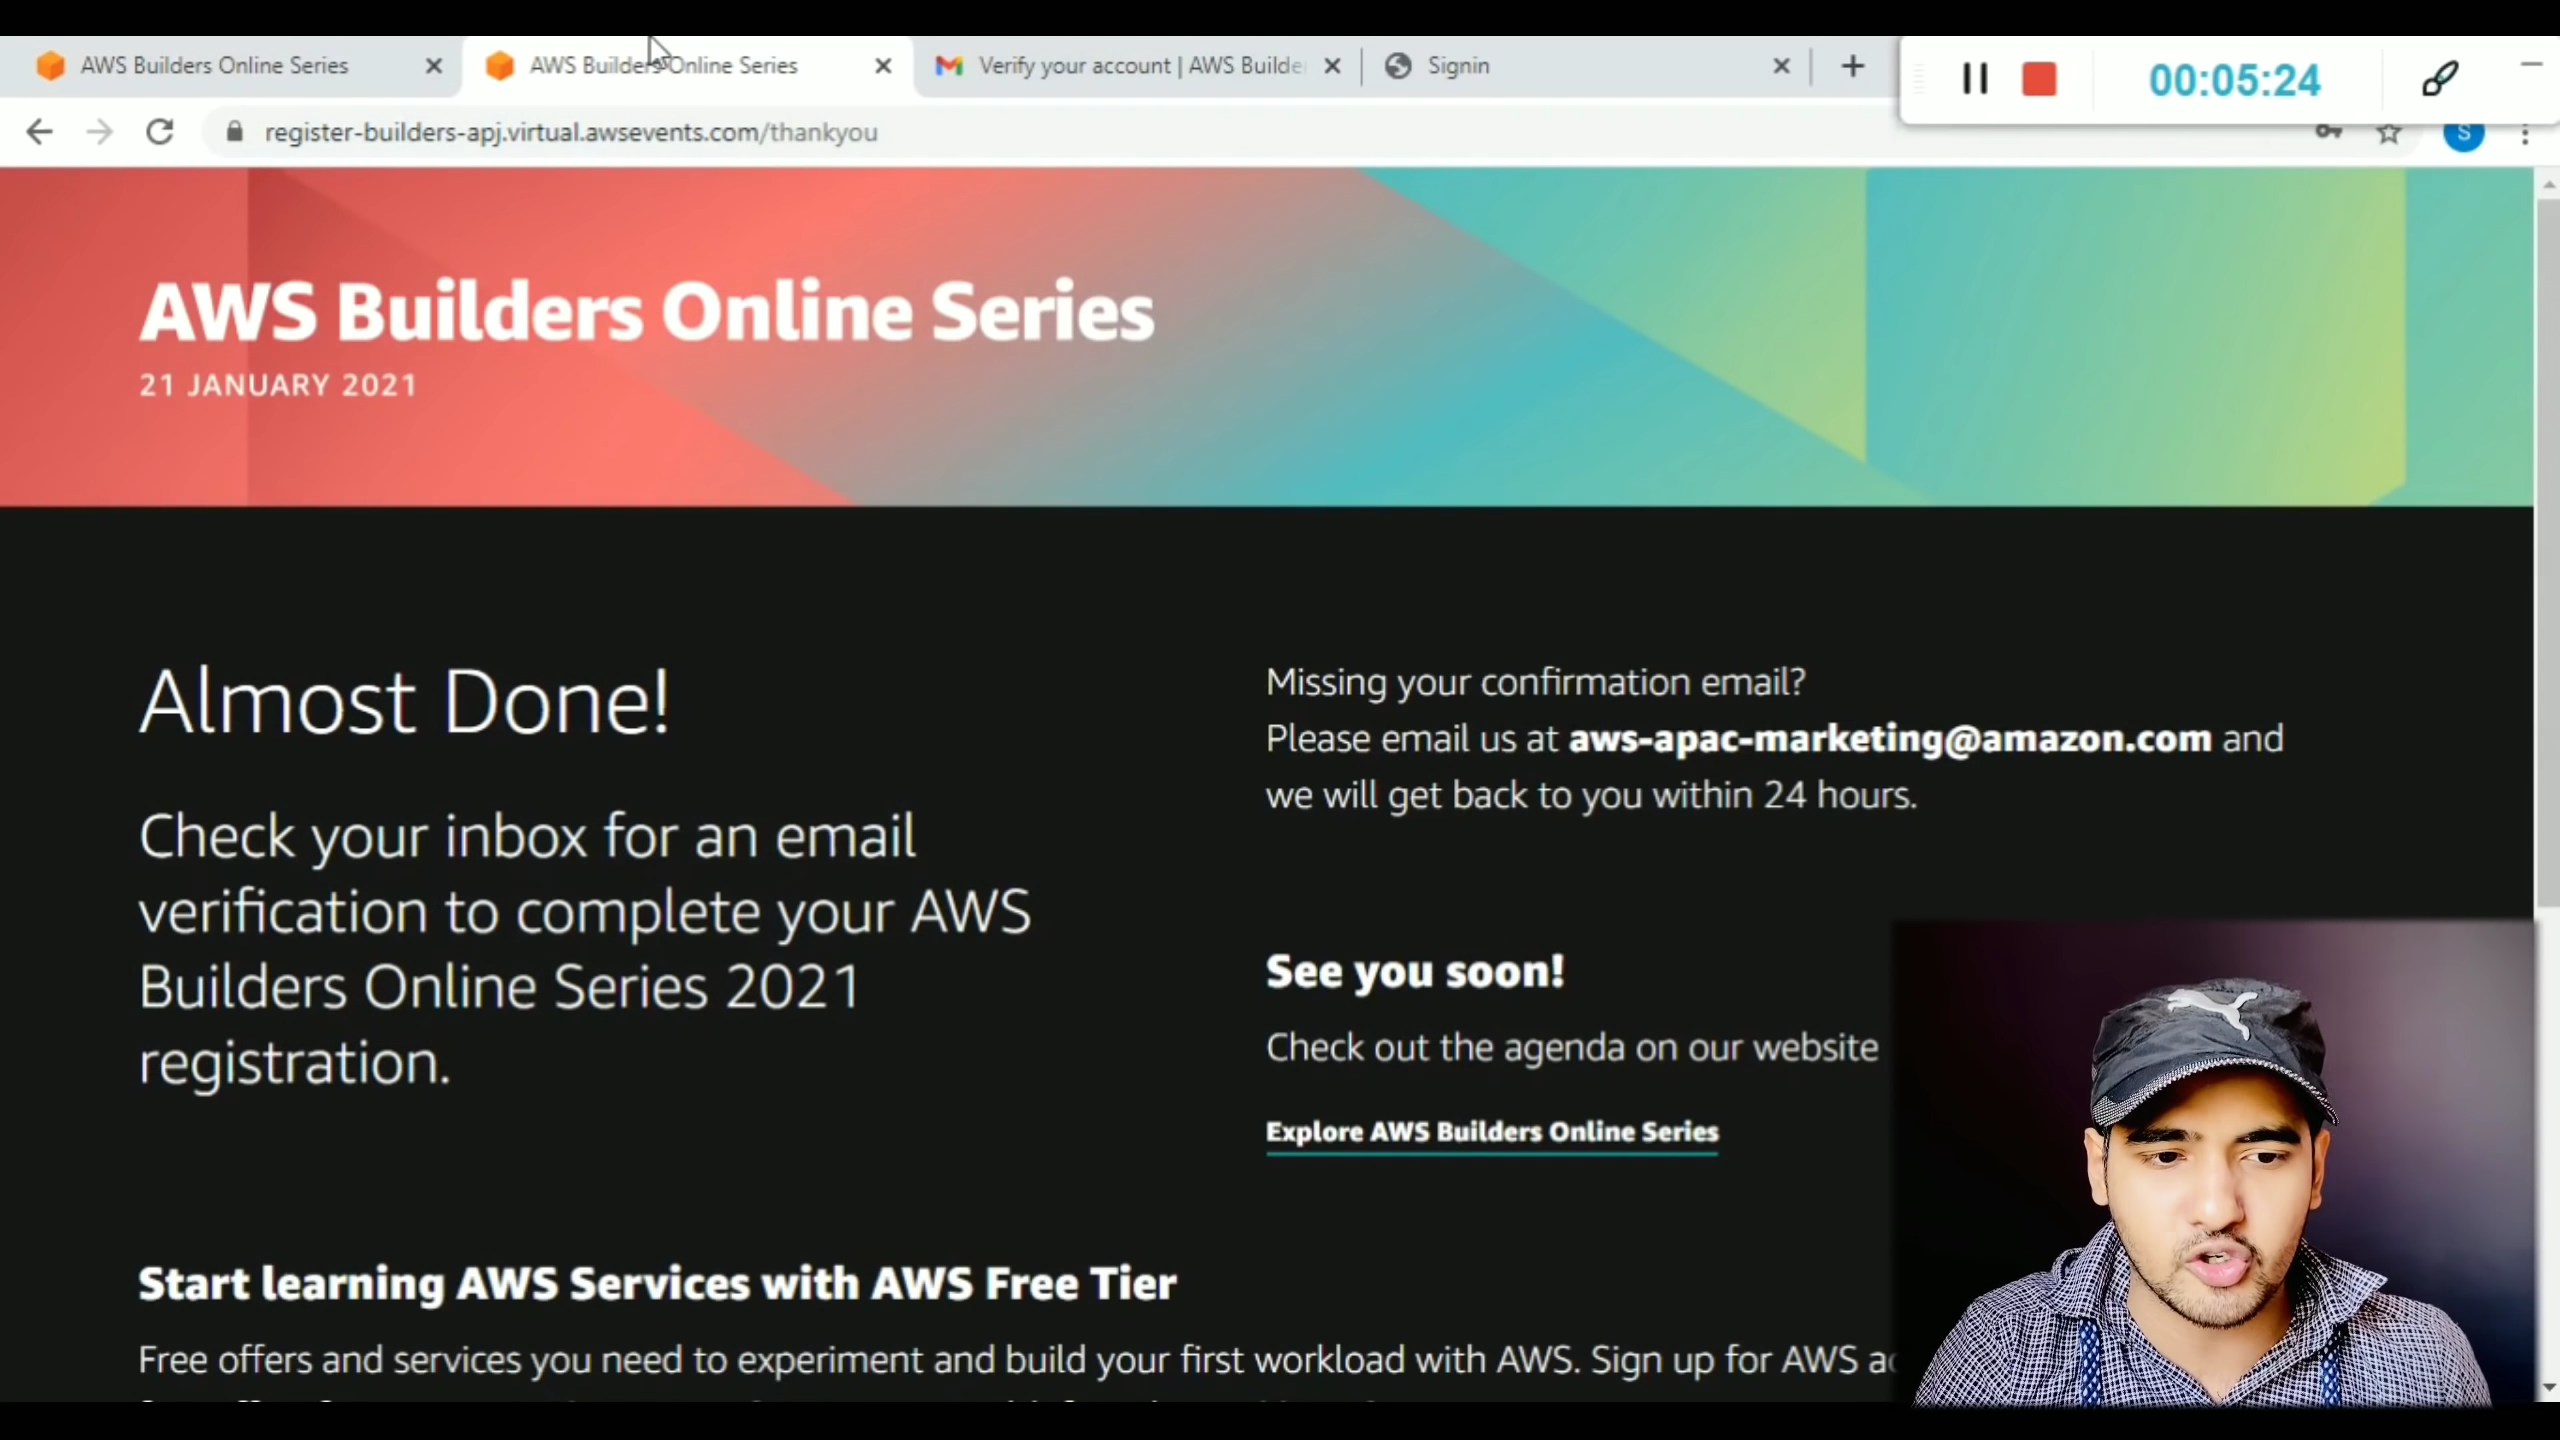 AWS Builders Online Series
AWS Builders Online Series
Verify your account | AWS Builde
Signin
00:05:24
register-builders-apj.virtual.awsevents.com/thankyou
S
AWS Builders Online Series
21 JANUARY 2021
Almost Done!
Check your inbox for an email
verification to complete your AWS
Builders Online Series 2021
registration.
Missing your confirmation email?
Please email us at aws-apac-marketing@amazon.com and
we will get back to you within 24 hours.
See you soon!
Check out the agenda on our website
Explore AWS Builders Online Series
Start learning AWS Services with AWS Free Tier
Free offers and services you need to experiment and build your first workload with AWS. Sign up for AWS